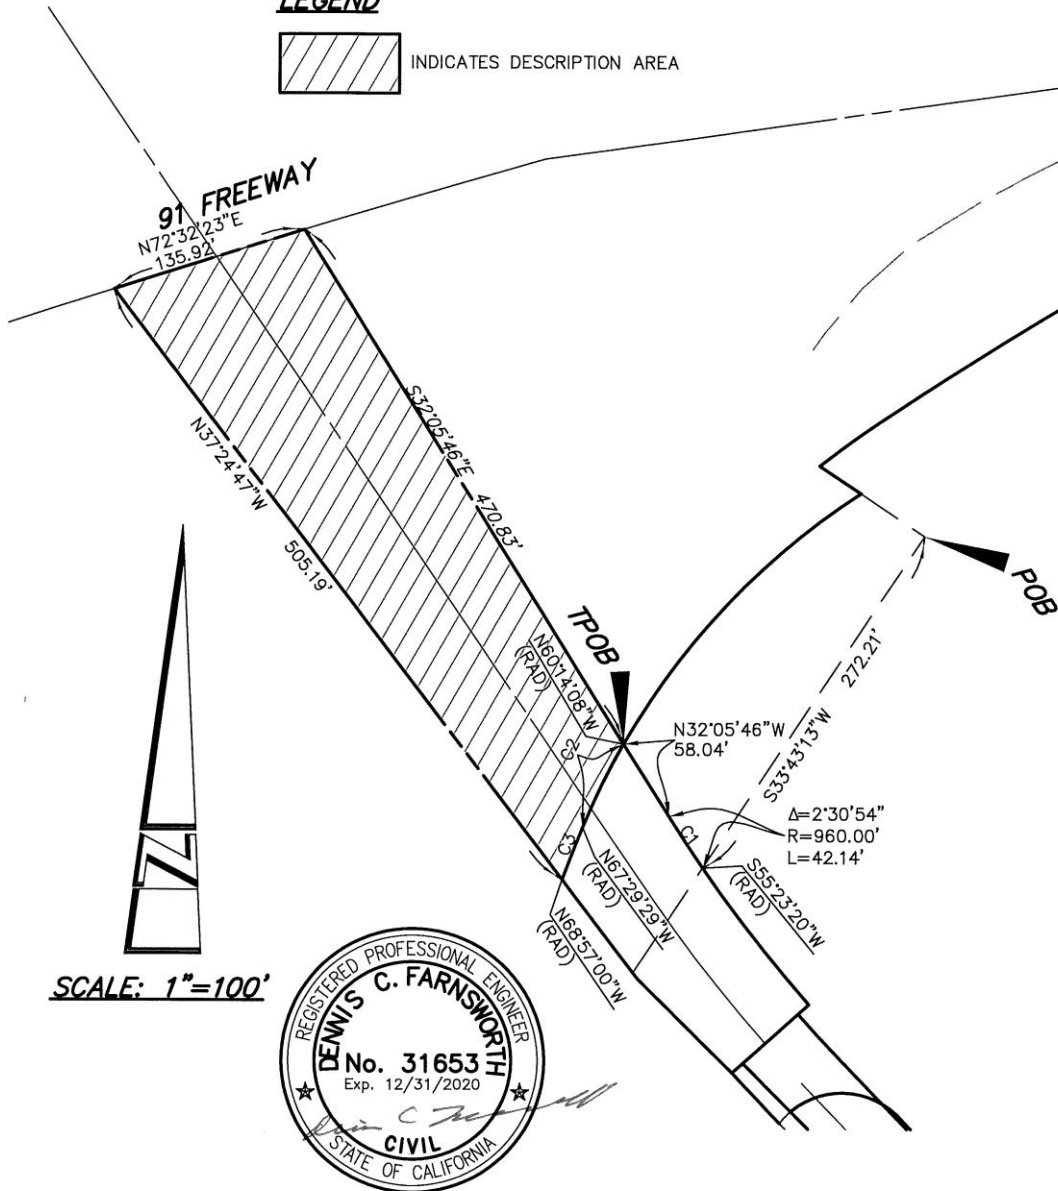 LEGEND
INDICATES DESCRIPTION AREA
91 FREEWAY
N72°32'23"E
135.92'
S32°05'46"E 470.83'
N37°24'47"W
505.19'
POB
TPOB
N60°14'08"W
(RAD)
C2
N32°05'46"W
58.04'
S33°43'13"W 272.21'
Δ=2°30'54"
R=960.00'
L=42.14'
C1
C3
S55°23'20"W
(RAD)
N67°29'29"W
(RAD)
N68°57'00"W
(RAD)
N
SCALE: 1"=100'
REGISTERED PROFESSIONAL ENGINEER
DENNIS C. FARNSWORTH
No. 31653
Exp. 12/31/2020
CIVIL
STATE OF CALIFORNIA